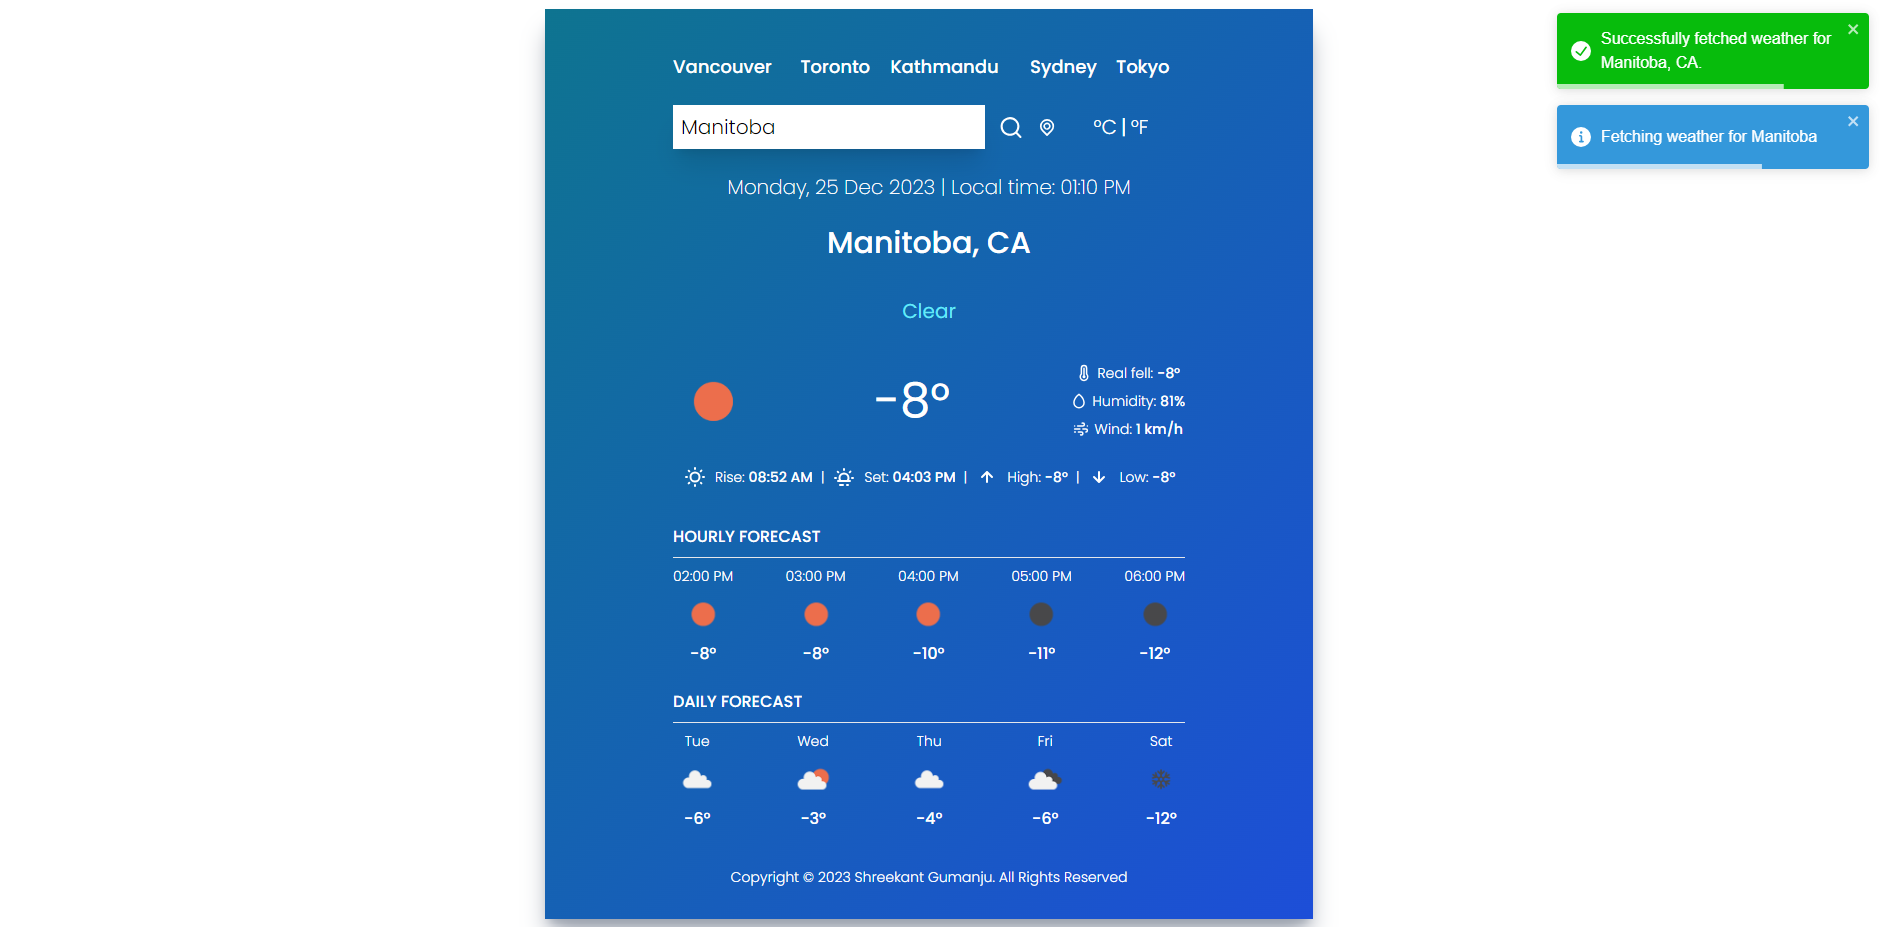 Vancouver Toronto Kathmandu Sydney Tokyo
Manitoba
°C | °F
Monday, 25 Dec 2023 | Local time: 01:10 PM
Manitoba, CA
Clear
-8°
Real fell: -8°
Humidity: 81%
Wind: 1 km/h
Rise: 08:52 AM | Set: 04:03 PM | High: -8° | Low: -8°
HOURLY FORECAST
02:00 PM 03:00 PM 04:00 PM 05:00 PM 06:00 PM
-8° -8° -10° -11° -12°
DAILY FORECAST
Tue Wed Thu Fri Sat
-6° -3° -4° -6° -12°
Copyright © 2023 Shreekant Gumanju. All Rights Reserved
Successfully fetched weather for
Manitoba, CA.
Fetching weather for Manitoba